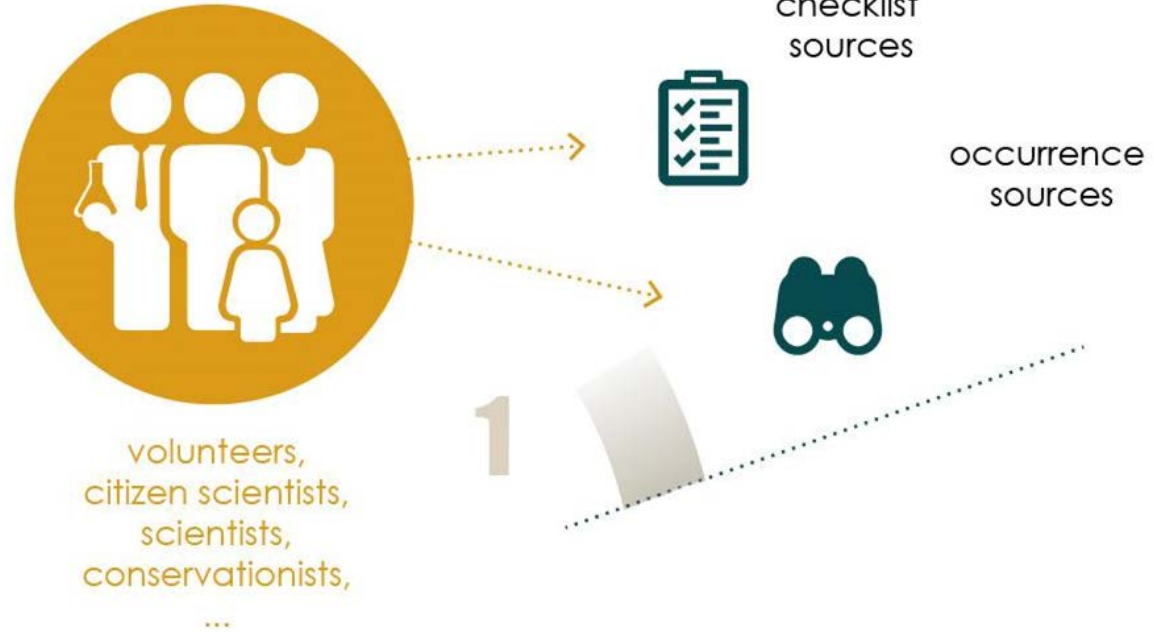 checklist
sources
occurrence
sources
1
volunteers,
citizen scientists,
scientists,
conservationists,
...